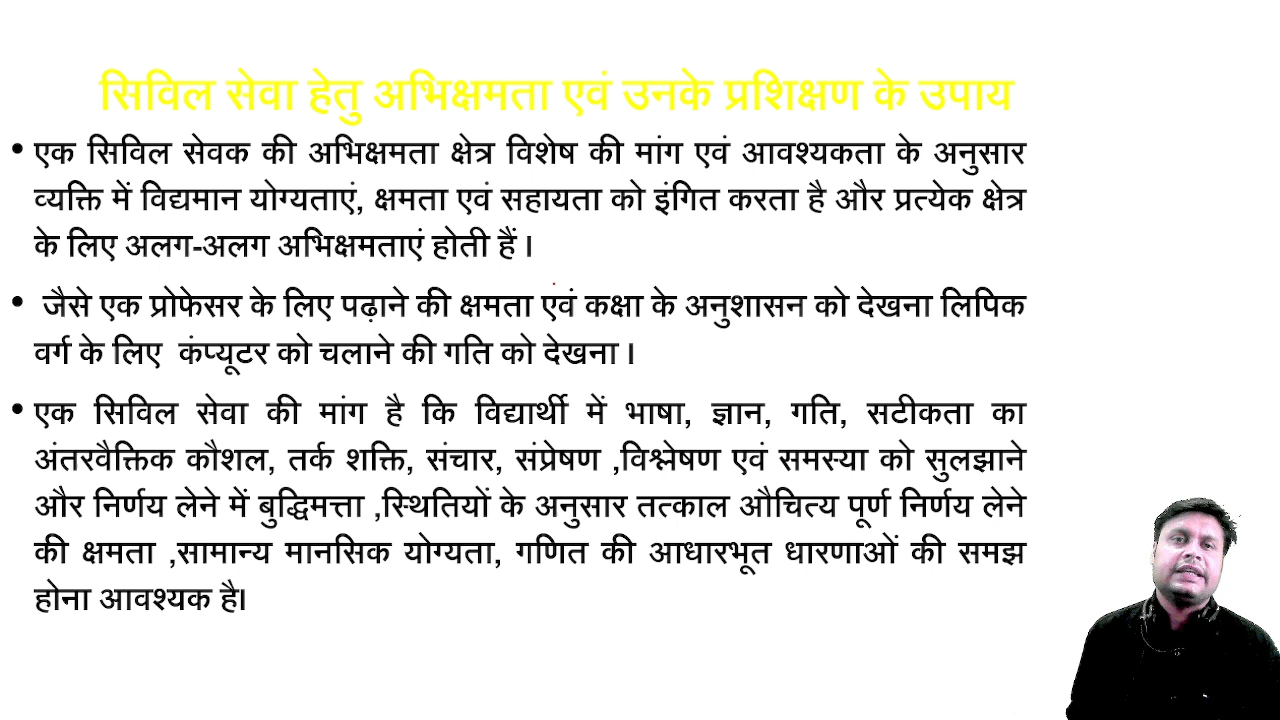 सिविल सेवा हेतु अभिक्षमता एवं उनके प्रशिक्षण के उपाय
• एक सिविल सेवक की अभिक्षमता क्षेत्र विशेष की मांग एवं आवश्यकता के अनुसार
व्यक्ति में विद्यमान योग्यताएं, क्षमता एवं सहायता को इंगित करता है और प्रत्येक क्षेत्र
के लिए अलग-अलग अभिक्षमताएं होती हैं ।
• जैसे एक प्रोफेसर के लिए पढ़ाने की क्षमता एवं कक्षा के अनुशासन को देखना लिपिक
वर्ग के लिए कंप्यूटर को चलाने की गति को देखना ।
• एक सिविल सेवा की मांग है कि विद्यार्थी में भाषा, ज्ञान, गति, सटीकता का
अंतरवैक्तिक कौशल, तर्क शक्ति, संचार, संप्रेषण ,विश्लेषण एवं समस्या को सुलझाने
और निर्णय लेने में बुद्धिमत्ता ,स्थितियों के अनुसार तत्काल औचित्य पूर्ण निर्णय लेने
की क्षमता ,सामान्य मानसिक योग्यता, गणित की आधारभूत धारणाओं की समझ
होना आवश्यक है।